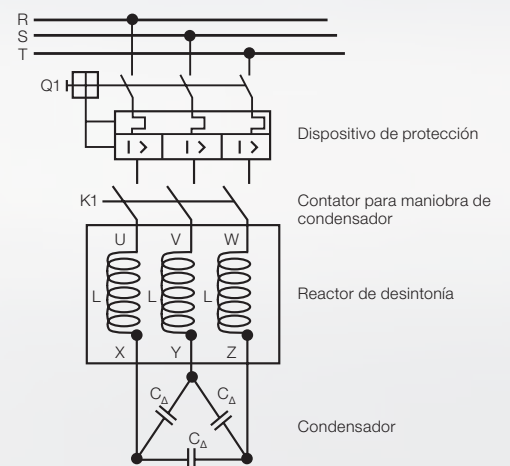 R
S
T
Q1
I > I > I >
Dispositivo de protección
K1
Contator para maniobra de
condensador
U V W
L L L
Reactor de desintonía
X Y Z
C∆ C∆
C∆
Condensador